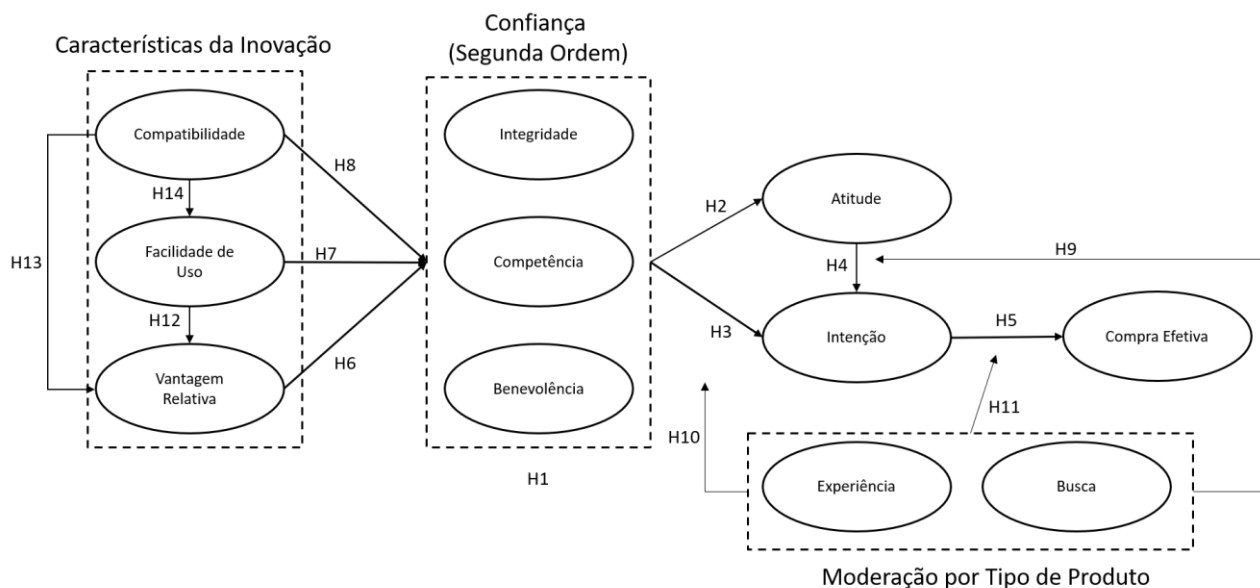 Características da Inovação
Confiança
(Segunda Ordem)
Compatibilidade
Integridade
H8
H14
H2
Atitude
Facilidade de
Uso
H7
Competência
H13
H4
H9
H12
H3
Intenção
H5
Compra Efetiva
H6
Vantagem
Relativa
Benevolência
H11
H10
H1
Experiência
Busca
Moderação por Tipo de Produto